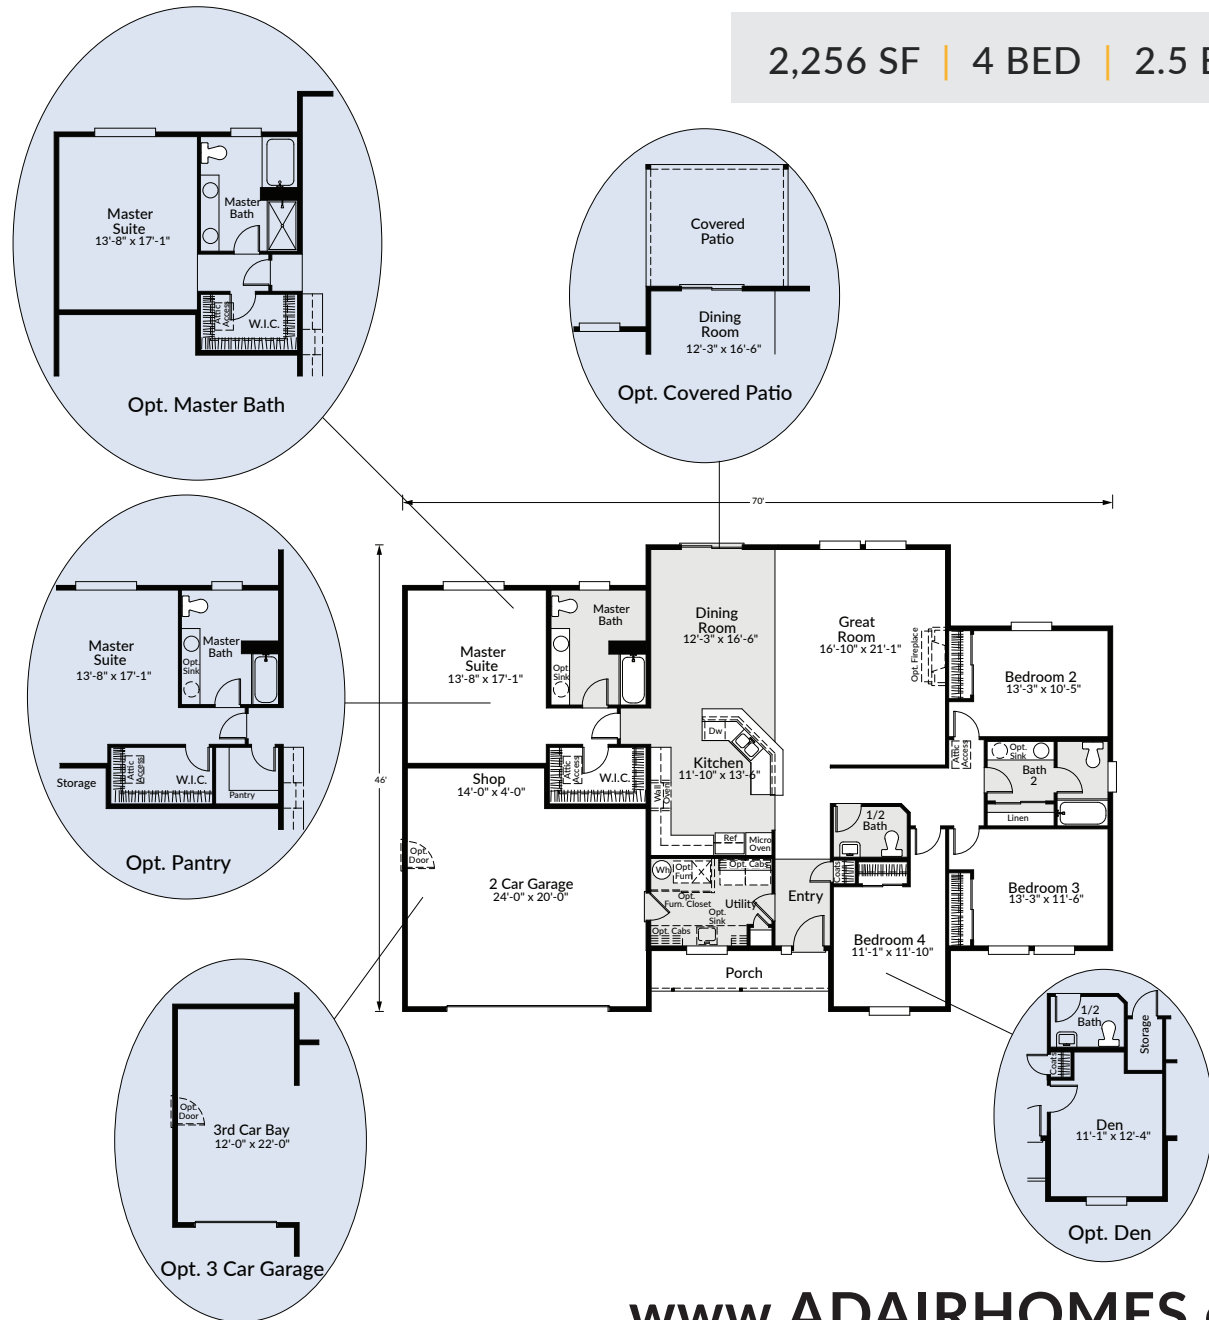 2,256 SF | 4 BED | 2.5
Master
Suite
13'-8" x 17'-1"
Master
Bath
Attic
Access
W.I.C.
Opt. Master Bath
Covered
Patio
Dining
Room
12'-3" x 16'-6"
Opt. Covered Patio
70'
46'
Master
Suite
13'-8" x 17'-1"
Master
Bath
Opt.
Sink
Attic
Access
W.I.C.
Pantry
Storage
Opt. Pantry
Master
Suite
13'-8" x 17'-1"
Master
Bath
Opt.
Sink
Attic
Access
W.I.C.
Dining
Room
12'-3" x 16'-6"
Great
Room
16'-10" x 21'-1"
Opt. Fireplace
Bedroom 2
13'-3" x 10'-5"
Dw
Kitchen
11'-10" x 13'-6"
Wall
Oven
Ref
Micro
Oven
Attic
Access
Opt.
Sink
Bath
2
Linen
Shop
14'-0" x 4'-0"
Opt.
Door
2 Car Garage
24'-0" x 20'-0"
Wh
Opt.
Furn.
X
Opt. Cabs
Opt.
Furn. Closet
Utility
Opt.
Sink
Opt. Cabs
Entry
1/2
Bath
Coats
Bedroom 3
13'-3" x 11'-6"
Bedroom 4
11'-1" x 11'-10"
Porch
Opt.
Door
3rd Car Bay
12'-0" x 22'-0"
Opt. 3 Car Garage
1/2
Bath
Storage
Coats
Den
11'-1" x 12'-4"
Opt. Den
www.ADAIRHOMES.